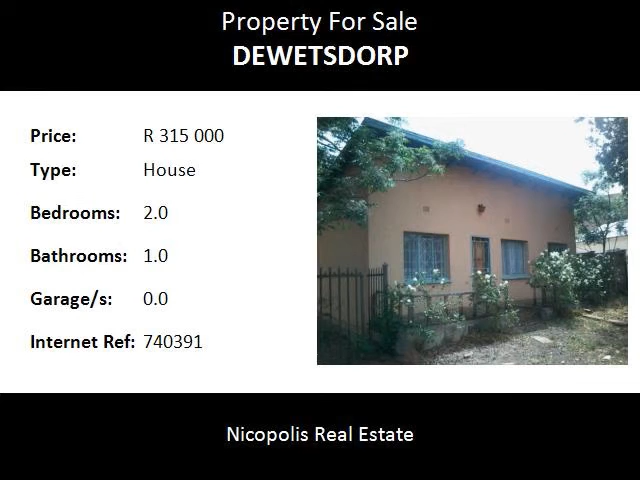 Property For Sale
DEWETSDORP
Price: R 315 000
Type: House
Bedrooms: 2.0
Bathrooms: 1.0
Garage/s: 0.0
Internet Ref: 740391
Nicopolis Real Estate